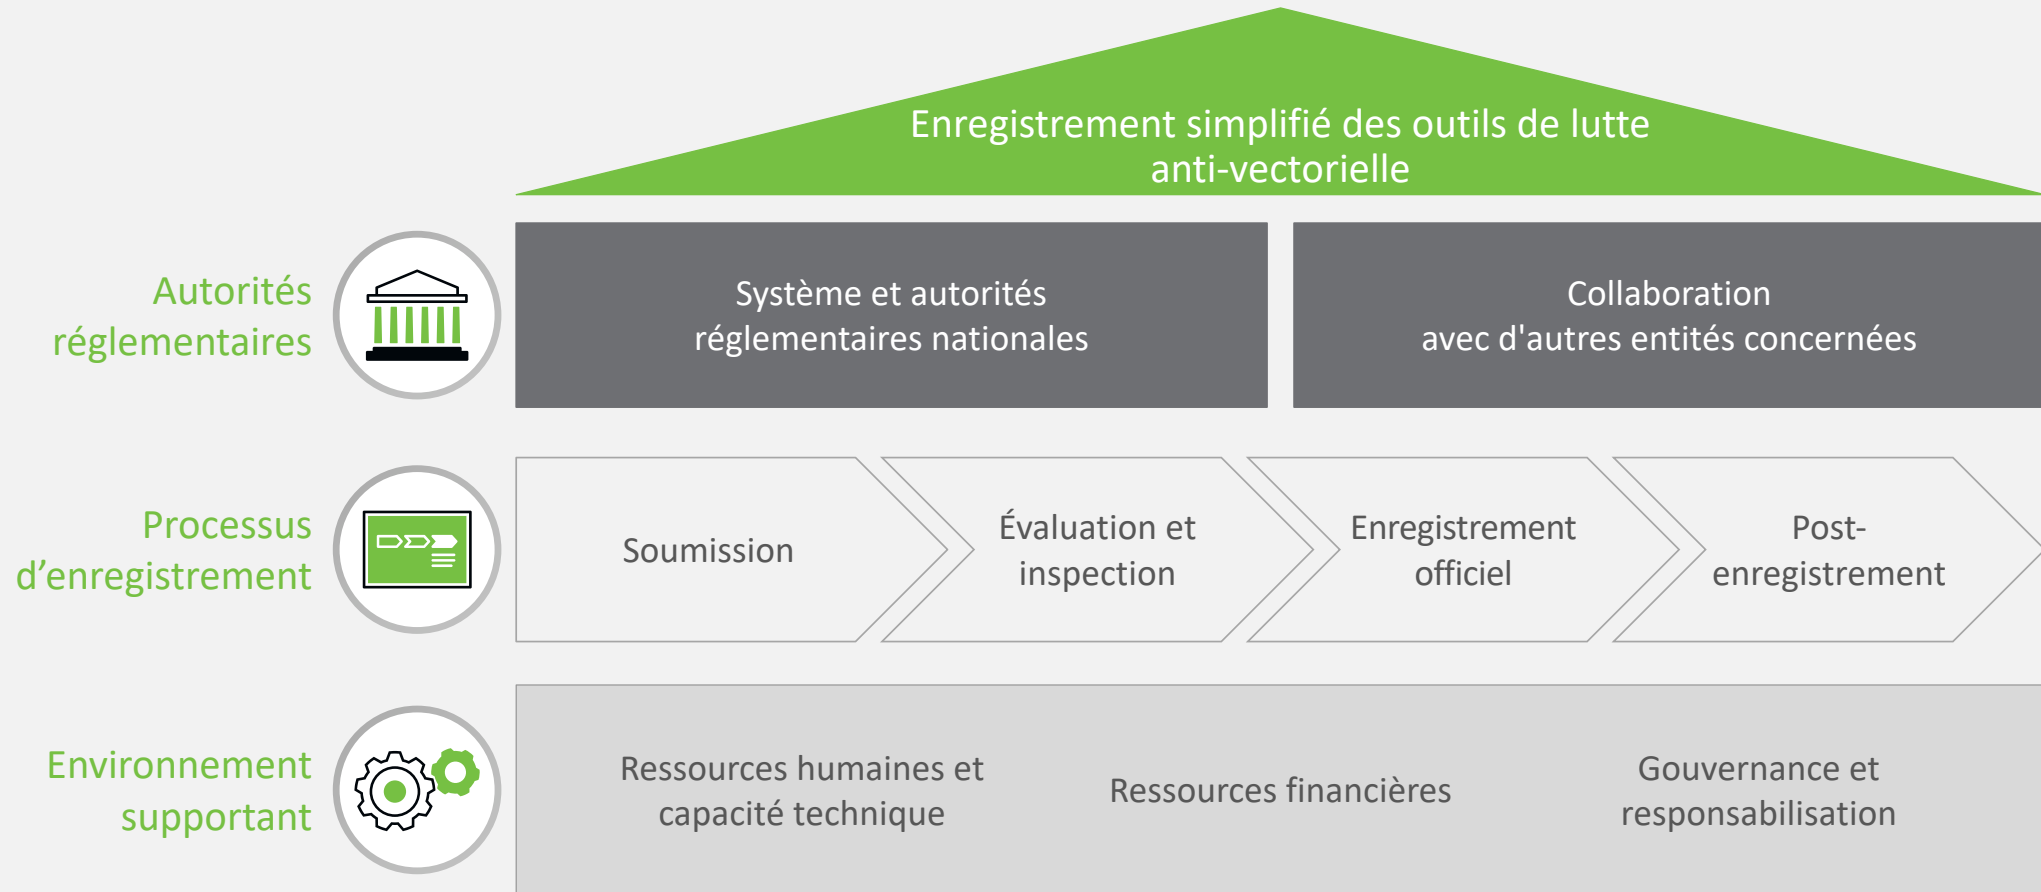 Enregistrement simplifié des outils de lutte
anti-vectorielle
Autorités
réglementaires
Système et autorités
réglementaires nationales
Collaboration
avec d'autres entités concernées
Processus
d’enregistrement
Soumission
Évaluation et
inspection
Enregistrement
officiel
Post-
enregistrement
Environnement
supportant
Ressources humaines et
capacité technique
Ressources financières
Gouvernance et
responsabilisation